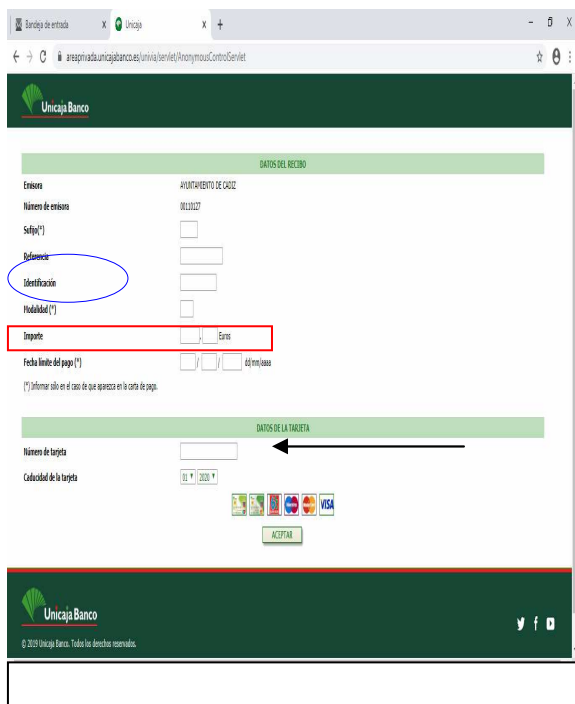 Bandeja de entrada X Unicaja X +
areaprivada.unicajabanco.es/univia/servlet/AnonymousControlServlet
Unicaja Banco
DATOS DEL RECIBO
Emisora AYUNTAMIENTO DE CADIZ
Número de emisora 00110127
Sufijo(*)
Referencia
Identificación
Modalidad (*)
Importe , Euros
Fecha límite del pago (*) / / dd/mm/aaaa
(*) Informar sólo en el caso de que aparezca en la carta de pago.
DATOS DE LA TARJETA
Número de tarjeta
Caducidad de la tarjeta 01 2020
VISA
ACEPTAR
Unicaja Banco
© 2019 Unicaja Banco. Todos los derechos reservados.